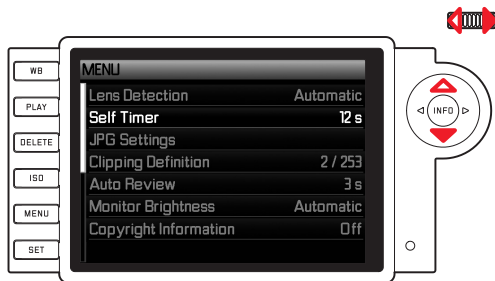 WB
PLAY
DELETE
ISO
MENU
SET
MENU
Lens Detection Automatic
Self Timer 12 s
JPG Settings
Clipping Definition 2 / 253
Auto Review 3 s
Monitor Brightness Automatic
Copyright Information Off
INFO